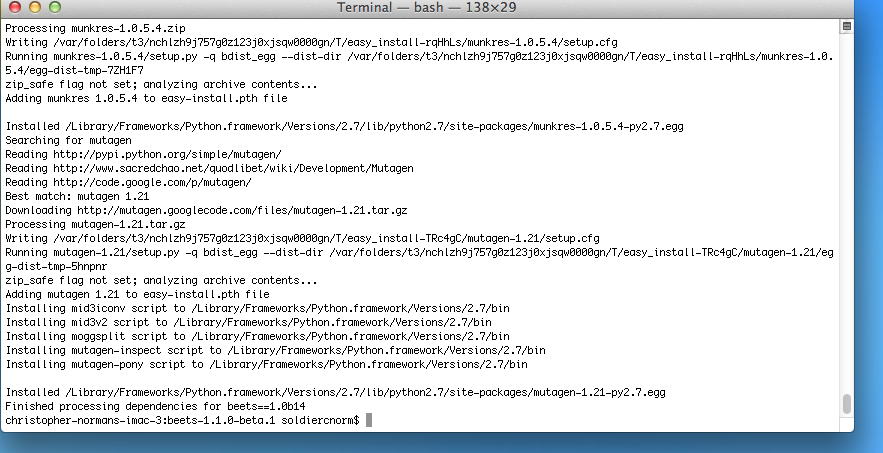 Terminal — bash — 138×29
Processing munkres-1.0.5.4.zip
Writing /var/folders/t3/nchlzh9j757g0z123j0xjsqw0000gn/T/easy_install-rqHhLs/munkres-1.0.5.4/setup.cfg
Running munkres-1.0.5.4/setup.py -q bdist_egg --dist-dir /var/folders/t3/nchlzh9j757g0z123j0xjsqw0000gn/T/easy_install-rqHhLs/munkres-1.0.
5.4/egg-dist-tmp-7ZH1F7
zip_safe flag not set; analyzing archive contents...
Adding munkres 1.0.5.4 to easy-install.pth file
Installed /Library/Frameworks/Python.framework/Versions/2.7/lib/python2.7/site-packages/munkres-1.0.5.4-py2.7.egg
Searching for mutagen
Reading http://pypi.python.org/simple/mutagen/
Reading http://www.sacredchao.net/quodlibet/wiki/Development/Mutagen
Reading http://code.google.com/p/mutagen/
Best match: mutagen 1.21
Downloading http://mutagen.googlecode.com/files/mutagen-1.21.tar.gz
Processing mutagen-1.21.tar.gz
Writing /var/folders/t3/nchlzh9j757g0z123j0xjsqw0000gn/T/easy_install-TRc4gC/mutagen-1.21/setup.cfg
Running mutagen-1.21/setup.py -q bdist_egg --dist-dir /var/folders/t3/nchlzh9j757g0z123j0xjsqw0000gn/T/easy_install-TRc4gC/mutagen-1.21/eg
g-dist-tmp-5hnpnr
zip_safe flag not set; analyzing archive contents...
Adding mutagen 1.21 to easy-install.pth file
Installing mid3iconv script to /Library/Frameworks/Python.framework/Versions/2.7/bin
Installing mid3v2 script to /Library/Frameworks/Python.framework/Versions/2.7/bin
Installing moggsplit script to /Library/Frameworks/Python.framework/Versions/2.7/bin
Installing mutagen-inspect script to /Library/Frameworks/Python.framework/Versions/2.7/bin
Installing mutagen-pony script to /Library/Frameworks/Python.framework/Versions/2.7/bin
Installed /Library/Frameworks/Python.framework/Versions/2.7/lib/python2.7/site-packages/mutagen-1.21-py2.7.egg
Finished processing dependencies for beets==1.0b14
christopher-normans-imac-3:beets-1.1.0-beta.1 soldiercnorm$